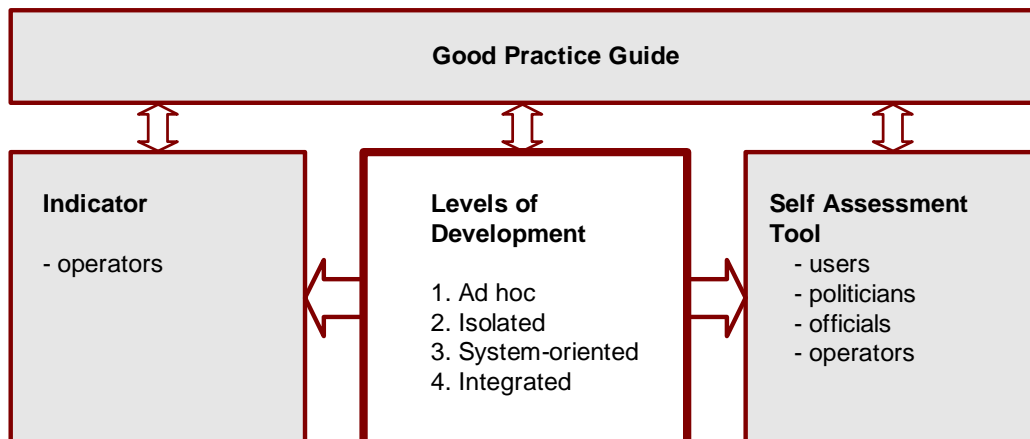 Good Practice Guide
Indicator
- operators
Levels of
Development
1. Ad hoc
2. Isolated
3. System-oriented
4. Integrated
Self Assessment
Tool
- users
- politicians
- officials
- operators